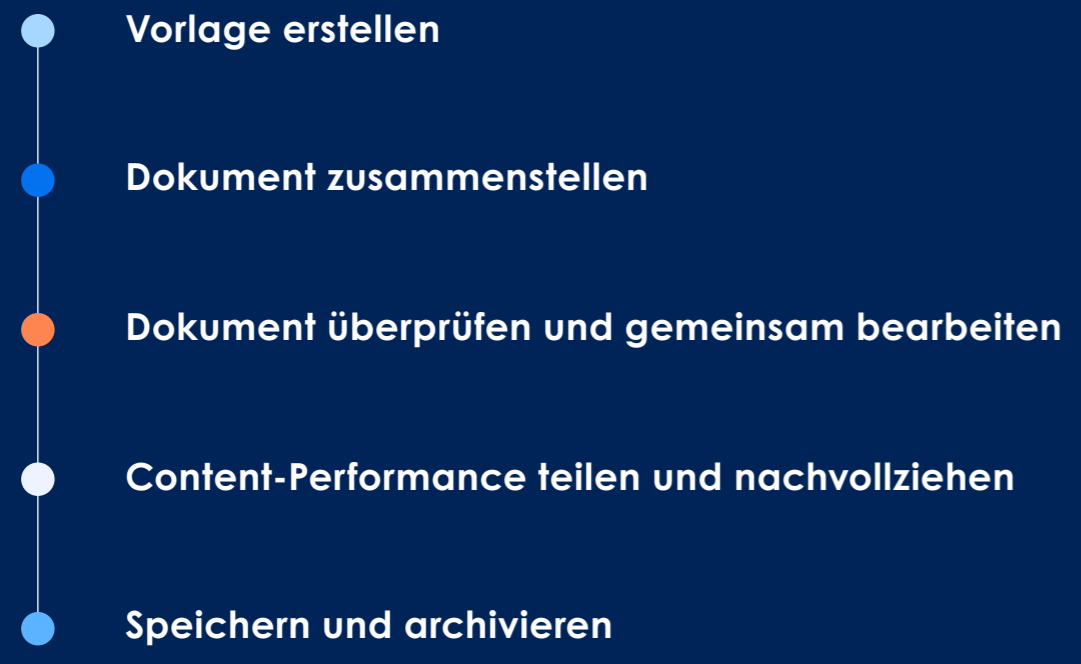 Vorlage erstellen
Dokument zusammenstellen
Dokument überprüfen und gemeinsam bearbeiten
Content-Performance teilen und nachvollziehen
Speichern und archivieren